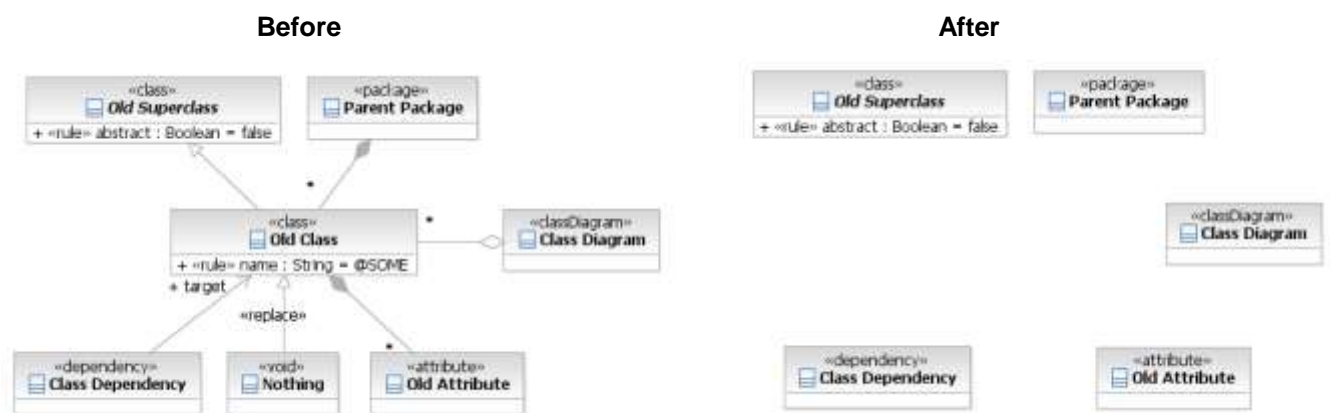 Before
After
«class»
Old Superclass
+ «rule» abstract : Boolean = false
«package»
Parent Package
*
«class»
Old Class
+ «rule» name : String = @SOME
*
«classDiagram»
Class Diagram
+ target
«replace»
*
«dependency»
Class Dependency
«void»
Nothing
«attribute»
Old Attribute
«class»
Old Superclass
+ «rule» abstract : Boolean = false
«package»
Parent Package
«classDiagram»
Class Diagram
«dependency»
Class Dependency
«attribute»
Old Attribute